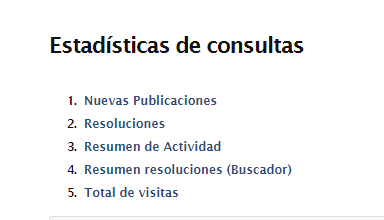 Estadísticas de consultas
1. Nuevas Publicaciones
2. Resoluciones
3. Resumen de Actividad
4. Resumen resoluciones (Buscador)
5. Total de visitas